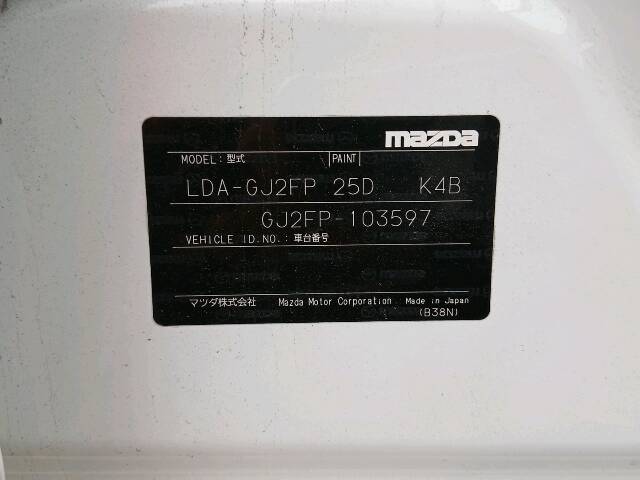 mazda
MODEL: 型式 PAINT
LDA-GJ2FP 25D K4B
GJ2FP-103597
VEHICLE ID.NO.: 車台番号
マツダ株式会社 Mazda Motor Corporation Made in Japan
(B38N)